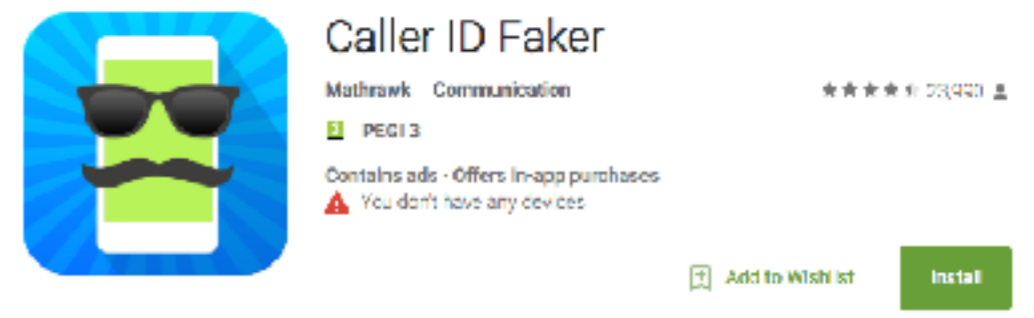 Caller ID Faker
Mathrawk Communication
PEGI 3
Contains ads · Offers in-app purchases
You don't have any devices
Add to Wishlist
Install